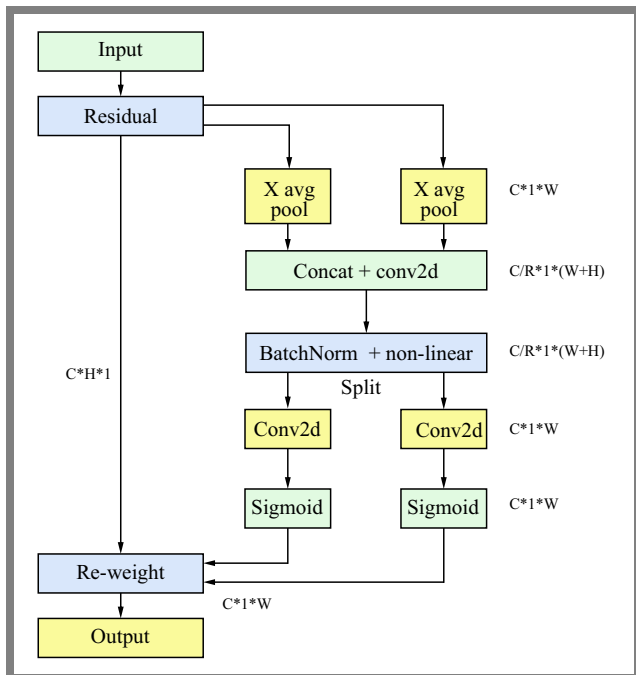 Input
Residual
X avg
pool
X avg
pool
C*1*W
Concat + conv2d
C/R*1*(W+H)
BatchNorm + non-linear
C/R*1*(W+H)
C*H*1
Split
Conv2d
Conv2d
C*1*W
Sigmoid
Sigmoid
C*1*W
Re-weight
C*1*W
Output